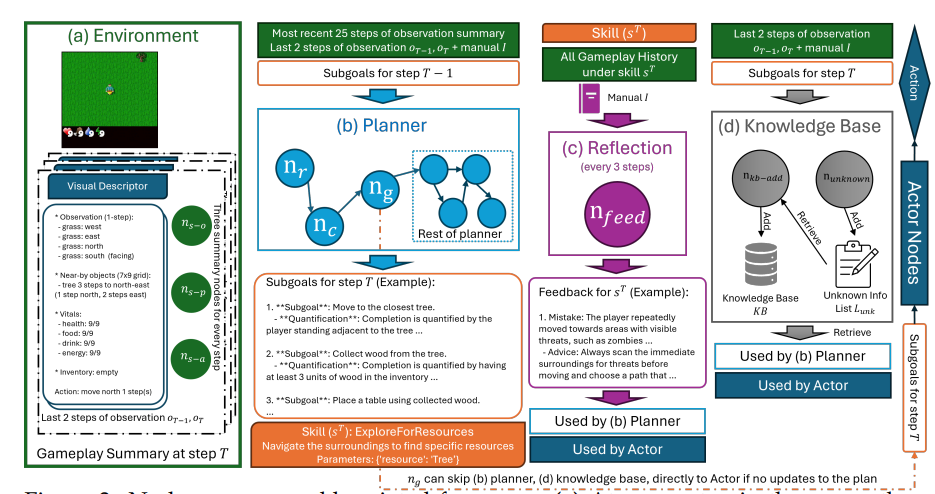 (a) Environment
9 9 9 9
Visual Descriptor
* Observation (1-step):
- grass: west
- grass: east
- grass: north
- grass: south (facing)
* Near-by objects (7x9 grid):
- tree 3 steps to north-east
(1 step north, 2 steps east)
* Vitals:
- health: 9/9
- food: 9/9
- drink: 9/9
- energy: 9/9
* Inventory: empty
Action: move north 1 step(s)
n_{s-o}
n_{s-p}
n_{s-a}
Three summary nodes for every step
Last 2 steps of observation o_{T-1}, o_T
Gameplay Summary at step T
Most recent 25 steps of observation summary
Last 2 steps of observation o_{T-1}, o_T + manual I
Subgoals for step T − 1
(b) Planner
n_r
n_c
n_g
Rest of planner
Subgoals for step T (Example):
1. **Subgoal**: Move to the closest tree.
- **Quantification**: Completion is quantified by the
player standing adjacent to the tree ...
2. **Subgoal**: Collect wood from the tree.
- **Quantification**: Completion is quantified by having
at least 3 units of wood in the inventory ...
3. **Subgoal**: Place a table using collected wood.
...
Skill (s^T): ExploreForResources
Navigate the surroundings to find specific resources
Parameters: {'resource': 'Tree'}
Skill (s^T)
All Gameplay History
under skill s^T
Manual I
(c) Reflection
(every 3 steps)
n_{feed}
Feedback for s^T (Example):
1. Mistake: The player repeatedly
moved towards areas with visible
threats, such as zombies ...
- Advice: Always scan the immediate
surroundings for threats before
moving and choose a path that ...
Used by (b) Planner
Used by Actor
Last 2 steps of observation
o_{T-1}, o_T + manual I
Subgoals for step T
(d) Knowledge Base
n_{kb-add}
n_{unknown}
Add
Retrieve
Add
Knowledge Base
KB
Unknown Info
List L_{unk}
Retrieve
Used by (b) Planner
Used by Actor
Action
Actor Nodes
Subgoals for step T
n_g can skip (b) planner, (d) knowledge base, directly to Actor if no updates to the plan